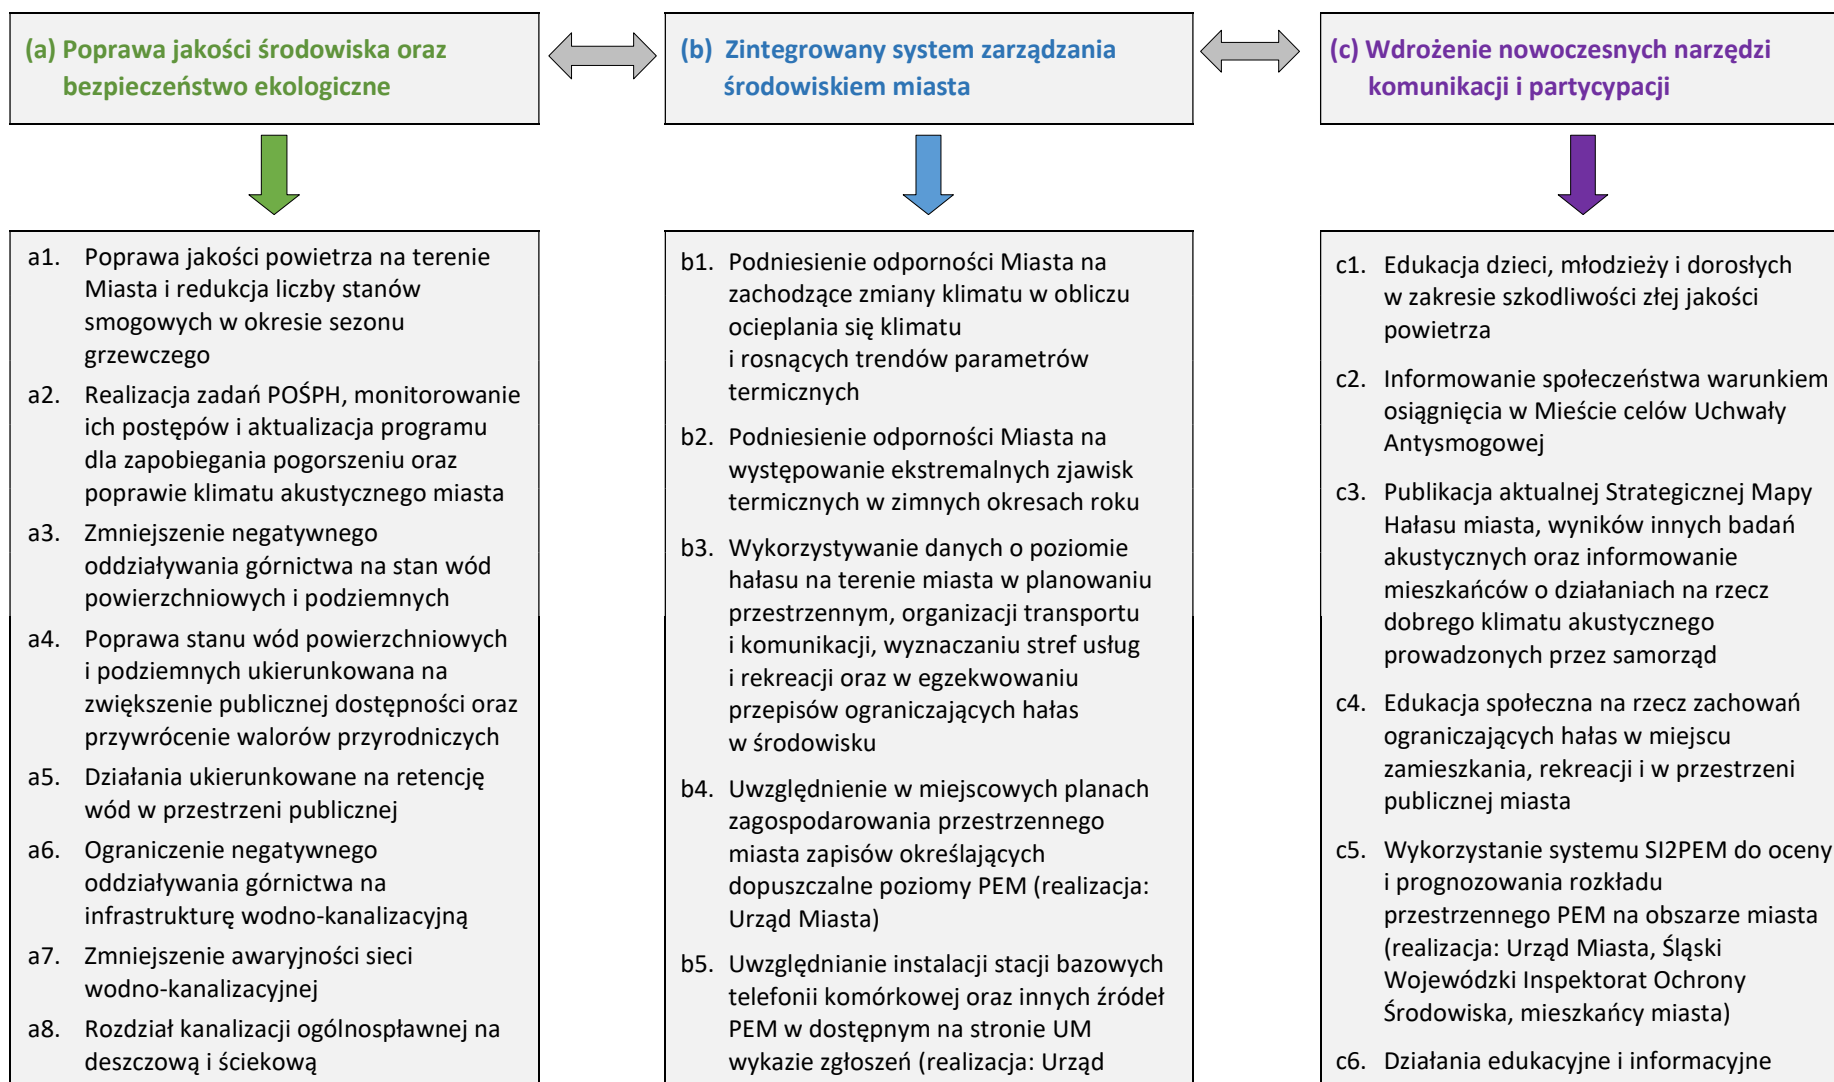 (a) Poprawa jakości środowiska oraz
bezpieczeństwo ekologiczne
(b) Zintegrowany system zarządzania
środowiskiem miasta
(c) Wdrożenie nowoczesnych narzędzi
komunikacji i partycypacji
a1. Poprawa jakości powietrza na terenie
Miasta i redukcja liczby stanów
smogowych w okresie sezonu
grzewczego
a2. Realizacja zadań POŚPH, monitorowanie
ich postępów i aktualizacja programu
dla zapobiegania pogorszeniu oraz
poprawie klimatu akustycznego miasta
a3. Zmniejszenie negatywnego
oddziaływania górnictwa na stan wód
powierzchniowych i podziemnych
a4. Poprawa stanu wód powierzchniowych
i podziemnych ukierunkowana na
zwiększenie publicznej dostępności oraz
przywrócenie walorów przyrodniczych
a5. Działania ukierunkowane na retencję
wód w przestrzeni publicznej
a6. Ograniczenie negatywnego
oddziaływania górnictwa na
infrastrukturę wodno-kanalizacyjną
a7. Zmniejszenie awaryjności sieci
wodno-kanalizacyjnej
a8. Rozdział kanalizacji ogólnospławnej na
deszczową i ściekową
b1. Podniesienie odporności Miasta na
zachodzące zmiany klimatu w obliczu
ocieplania się klimatu
i rosnących trendów parametrów
termicznych
b2. Podniesienie odporności Miasta na
występowanie ekstremalnych zjawisk
termicznych w zimnych okresach roku
b3. Wykorzystywanie danych o poziomie
hałasu na terenie miasta w planowaniu
przestrzennym, organizacji transportu
i komunikacji, wyznaczaniu stref usług
i rekreacji oraz w egzekwowaniu
przepisów ograniczających hałas
w środowisku
b4. Uwzględnienie w miejscowych planach
zagospodarowania przestrzennego
miasta zapisów określających
dopuszczalne poziomy PEM (realizacja:
Urząd Miasta)
b5. Uwzględnianie instalacji stacji bazowych
telefonii komórkowej oraz innych źródeł
PEM w dostępnym na stronie UM
wykazie zgłoszeń (realizacja: Urząd
c1. Edukacja dzieci, młodzieży i dorosłych
w zakresie szkodliwości złej jakości
powietrza
c2. Informowanie społeczeństwa warunkiem
osiągnięcia w Mieście celów Uchwały
Antysmogowej
c3. Publikacja aktualnej Strategicznej Mapy
Hałasu miasta, wyników innych badań
akustycznych oraz informowanie
mieszkańców o działaniach na rzecz
dobrego klimatu akustycznego
prowadzonych przez samorząd
c4. Edukacja społeczna na rzecz zachowań
ograniczających hałas w miejscu
zamieszkania, rekreacji i w przestrzeni
publicznej miasta
c5. Wykorzystanie systemu SI2PEM do oceny
i prognozowania rozkładu
przestrzennego PEM na obszarze miasta
(realizacja: Urząd Miasta, Śląski
Wojewódzki Inspektorat Ochrony
Środowiska, mieszkańcy miasta)
c6. Działania edukacyjne i informacyjne